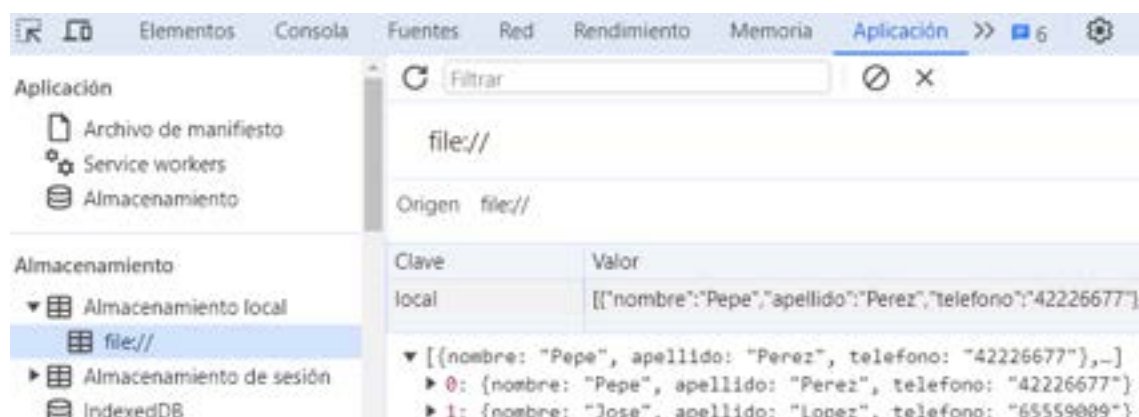 Elementos Consola Fuentes Red Rendimiento Memoria Aplicación 6
Aplicación
Archivo de manifiesto
Service workers
Almacenamiento
Almacenamiento
Almacenamiento local
file://
Almacenamiento de sesión
IndexedDB
Filtrar
file://
Origen file://
Clave Valor
local [{"nombre":"Pepe","apellido":"Perez","telefono":"42226677"}
[{nombre: "Pepe", apellido: "Perez", telefono: "42226677"},…]
0: {nombre: "Pepe", apellido: "Perez", telefono: "42226677"}
1: {nombre: "Jose", apellido: "Lopez", telefono: "65559009"}